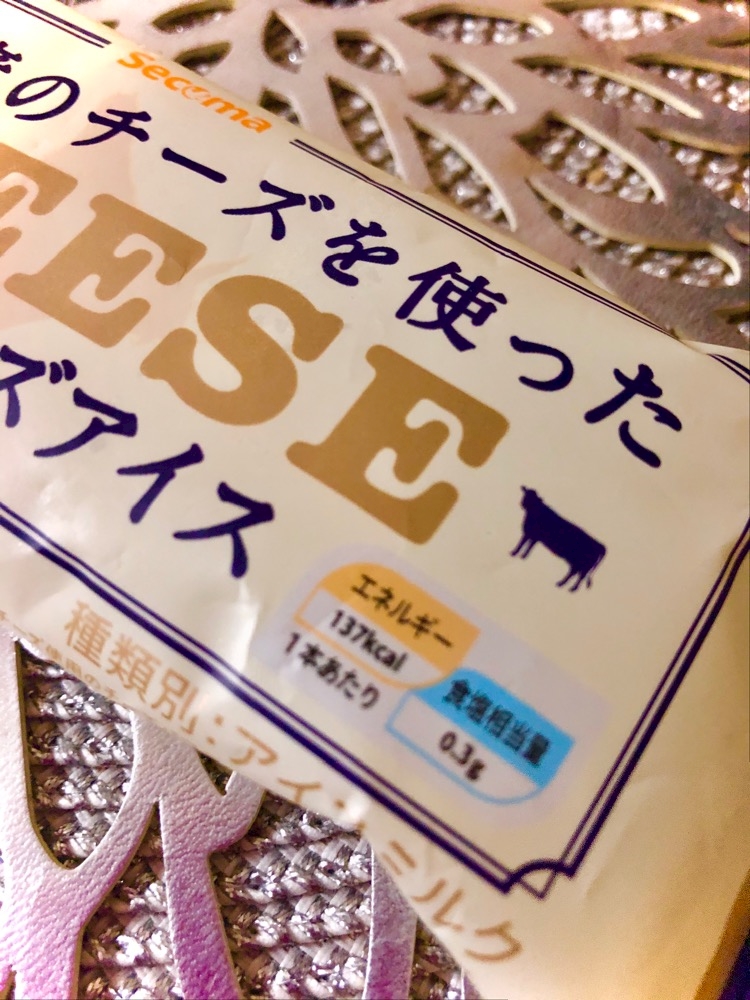 Secoma
のチーズを使った
EESE
ズアイス
エネルギー
137kcal
1本あたり
食塩相当量
0.3g
種類別：アイスミルク